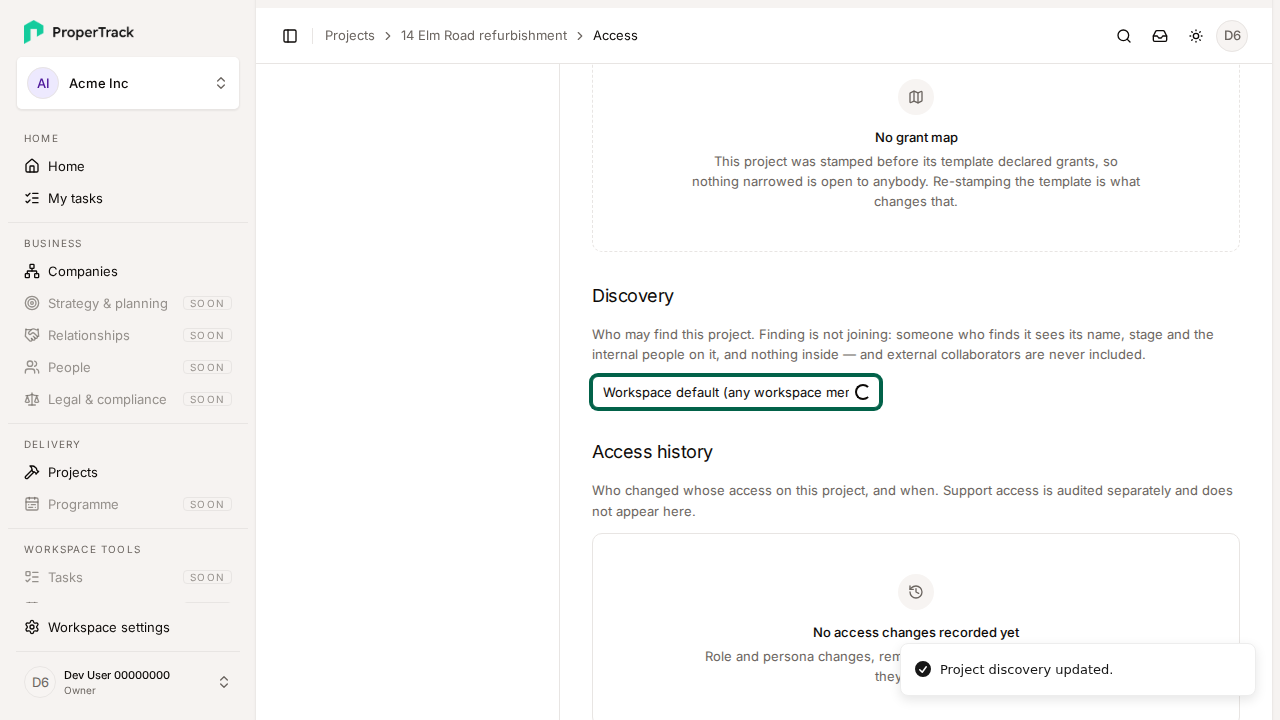 ProperTrack
AI
Acme Inc
HOME
Home
My tasks
BUSINESS
Companies
Strategy & planning SOON
Relationships SOON
People SOON
Legal & compliance SOON
DELIVERY
Projects
Programme SOON
WORKSPACE TOOLS
Tasks SOON
Workspace settings
D6
Dev User 00000000
Owner
Projects > 14 Elm Road refurbishment > Access
D6
No grant map
This project was stamped before its template declared grants, so
nothing narrowed is open to anybody. Re-stamping the template is what
changes that.
Discovery
Who may find this project. Finding is not joining: someone who finds it sees its name, stage and the
internal people on it, and nothing inside — and external collaborators are never included.
Workspace default (any workspace mer
Access history
Who changed whose access on this project, and when. Support access is audited separately and does
not appear here.
No access changes recorded yet
Role and persona changes, rem
they
Project discovery updated.